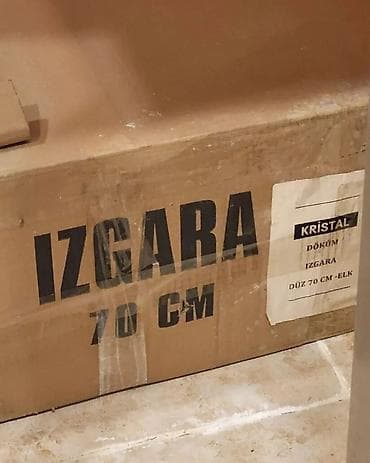 IZGARA
70 CM
KRİSTAL
DÖKÜM
IZGARA
DÜZ 70 CM -ELK